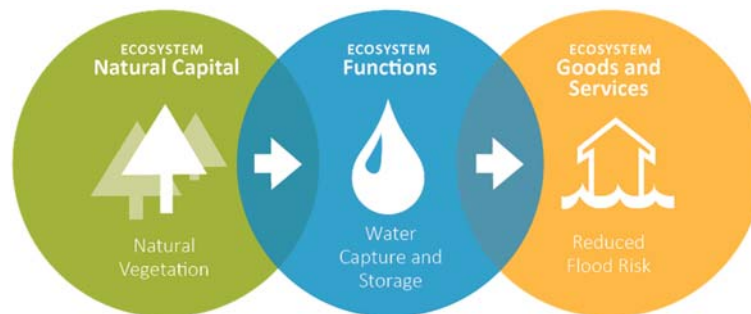 ECOSYSTEM
Natural Capital
Natural
Vegetation
ECOSYSTEM
Functions
Water
Capture and
Storage
ECOSYSTEM
Goods and
Services
Reduced
Flood Risk